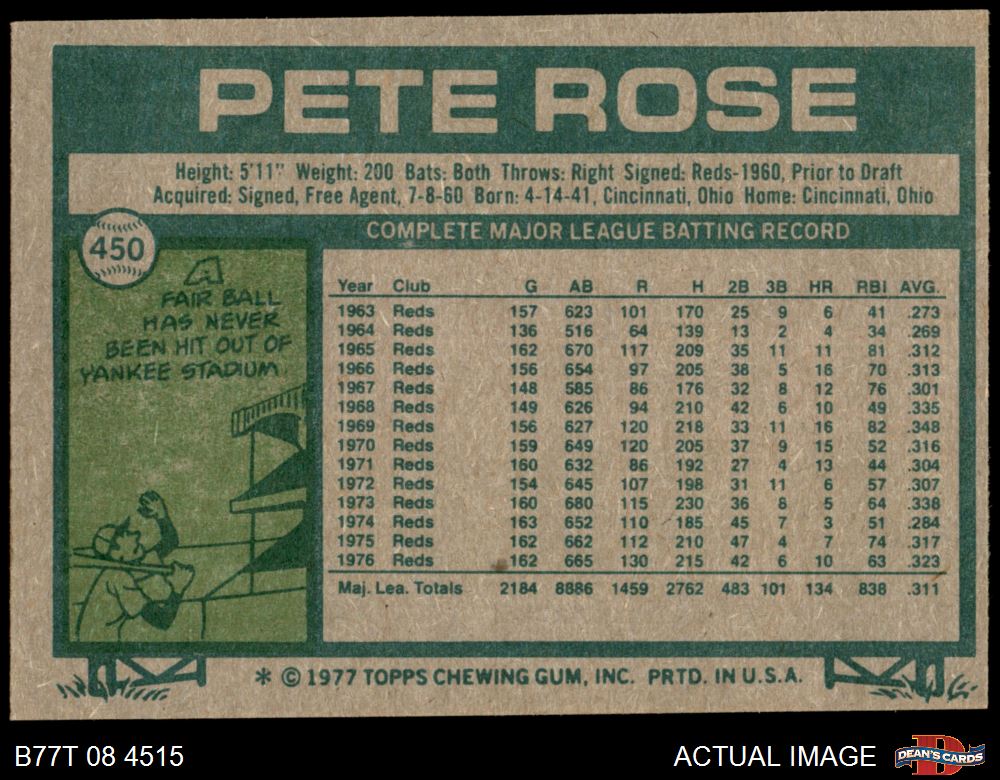 PETE ROSE
Height: 5'11" Weight: 200 Bats: Both Throws: Right Signed: Reds-1960, Prior to Draft
Acquired: Signed, Free Agent, 7-8-60 Born: 4-14-41, Cincinnati, Ohio Home: Cincinnati, Ohio
450
A
FAIR BALL
HAS NEVER
BEEN HIT OUT OF
YANKEE STADIUM
COMPLETE MAJOR LEAGUE BATTING RECORD
Year Club G AB R H 2B 3B HR RBI AVG.
1963 Reds 157 623 101 170 25 9 6 41 .273
1964 Reds 136 516 64 139 13 2 4 34 .269
1965 Reds 162 670 117 209 35 11 11 81 .312
1966 Reds 156 654 97 205 38 5 16 70 .313
1967 Reds 148 585 86 176 32 8 12 76 .301
1968 Reds 149 626 94 210 42 6 10 49 .335
1969 Reds 156 627 120 218 33 11 16 82 .348
1970 Reds 159 649 120 205 37 9 15 52 .316
1971 Reds 160 632 86 192 27 4 13 44 .304
1972 Reds 154 645 107 198 31 11 6 57 .307
1973 Reds 160 680 115 230 36 8 5 64 .338
1974 Reds 163 652 110 185 45 7 3 51 .284
1975 Reds 162 662 112 210 47 4 7 74 .317
1976 Reds 162 665 130 215 42 6 10 63 .323
Maj. Lea. Totals 2184 8886 1459 2762 483 101 134 838 .311
* © 1977 TOPPS CHEWING GUM, INC. PRTD. IN U.S.A.
B77T 08 4515
ACTUAL IMAGE
D
DEAN'S CARDS